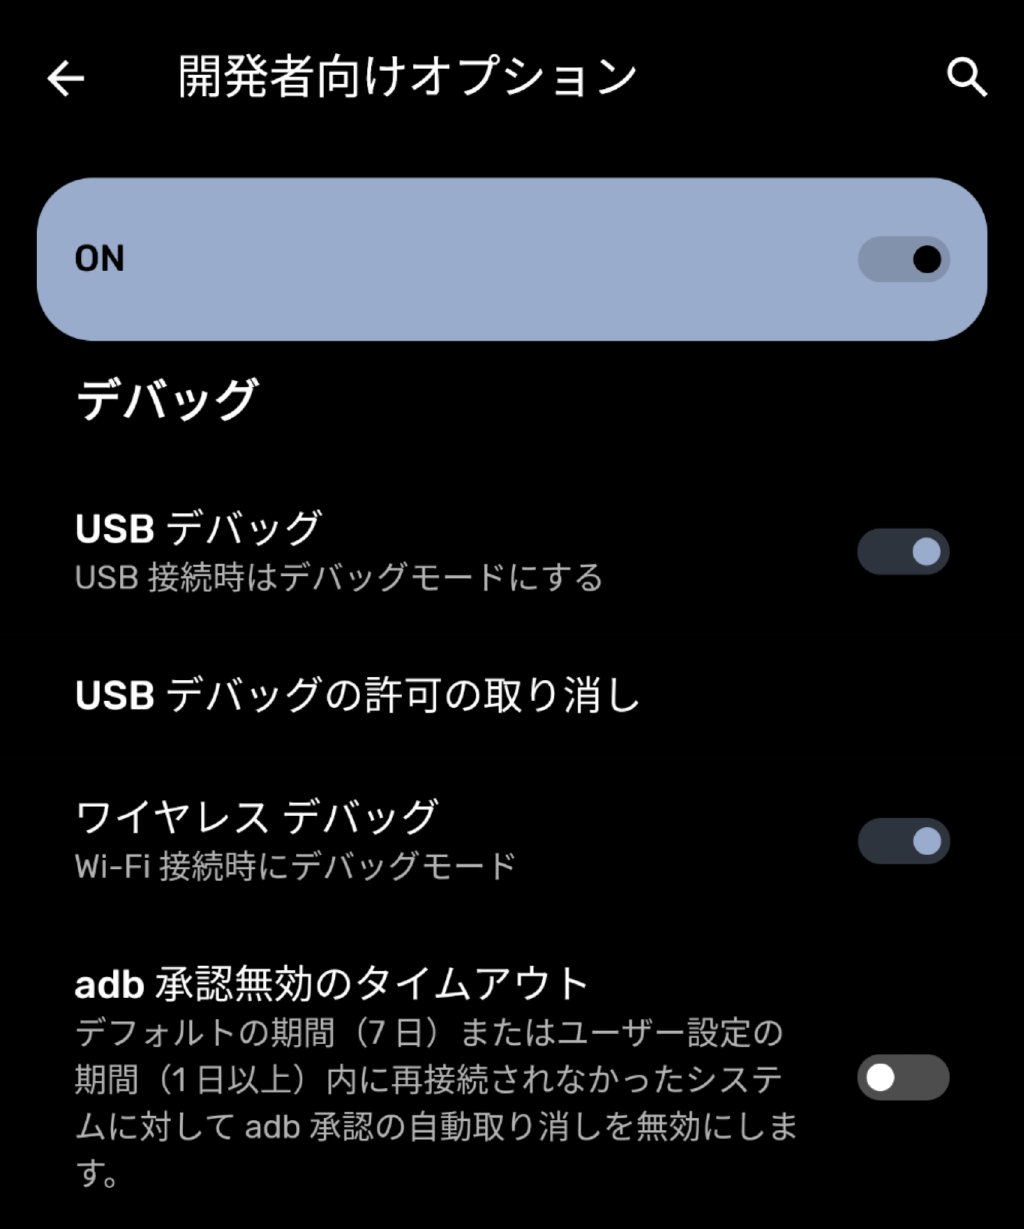 開発者向けオプション
ON
デバッグ
USB デバッグ
USB 接続時はデバッグモードにする
USB デバッグの許可の取り消し
ワイヤレス デバッグ
Wi-Fi 接続時にデバッグモード
adb 承認無効のタイムアウト
デフォルトの期間（7 日）またはユーザー設定の
期間（1 日以上）内に再接続されなかったシステ
ムに対して adb 承認の自動取り消しを無効にしま
す。